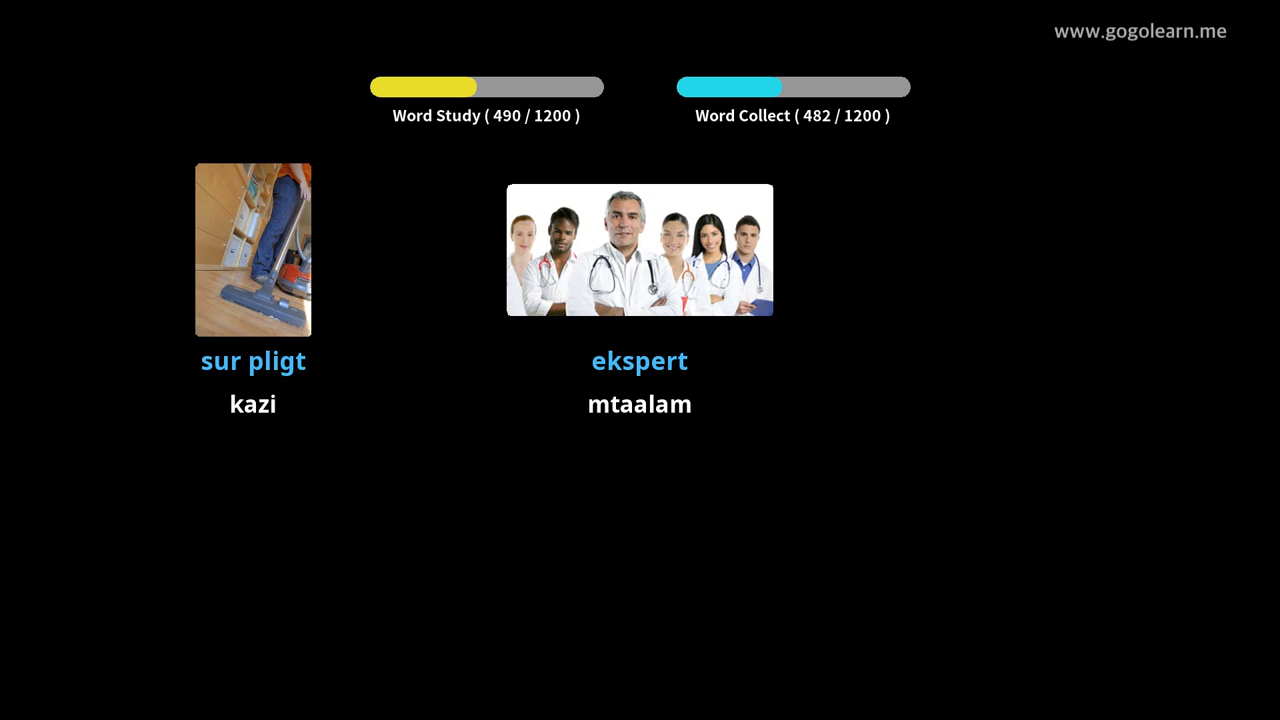 www.gogolearn.me
Word Study ( 490 / 1200 )
Word Collect ( 482 / 1200 )
sur pligt
kazi
ekspert
mtaalam